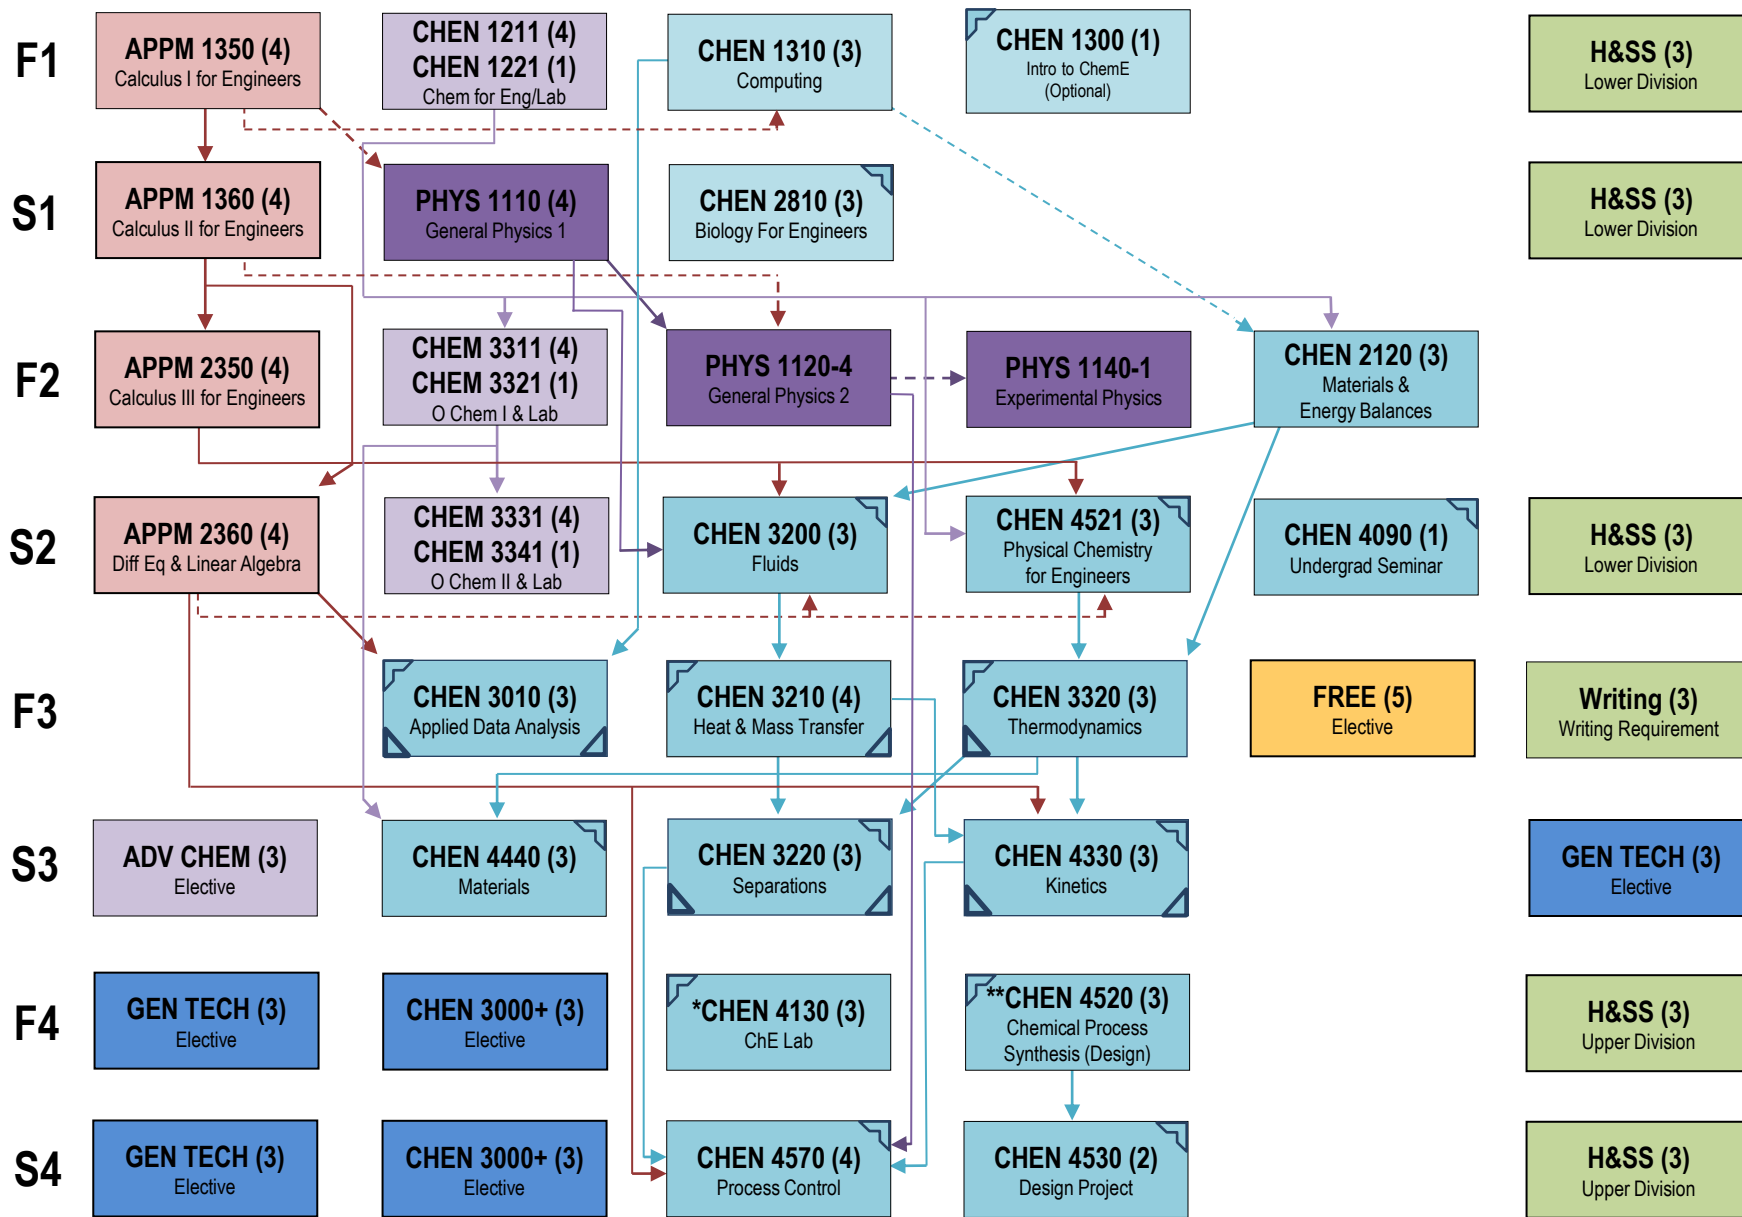 F1
APPM 1350 (4)
Calculus I for Engineers
CHEN 1211 (4)
CHEN 1221 (1)
Chem for Eng/Lab
CHEN 1310 (3)
Computing
CHEN 1300 (1)
Intro to ChemE
(Optional)
H&SS (3)
Lower Division
S1
APPM 1360 (4)
Calculus II for Engineers
PHYS 1110 (4)
General Physics 1
CHEN 2810 (3)
Biology For Engineers
H&SS (3)
Lower Division
F2
APPM 2350 (4)
Calculus III for Engineers
CHEM 3311 (4)
CHEM 3321 (1)
O Chem I & Lab
PHYS 1120-4
General Physics 2
PHYS 1140-1
Experimental Physics
CHEN 2120 (3)
Materials &
Energy Balances
S2
APPM 2360 (4)
Diff Eq & Linear Algebra
CHEM 3331 (4)
CHEM 3341 (1)
O Chem II & Lab
CHEN 3200 (3)
Fluids
CHEN 4521 (3)
Physical Chemistry
for Engineers
CHEN 4090 (1)
Undergrad Seminar
H&SS (3)
Lower Division
F3
CHEN 3010 (3)
Applied Data Analysis
CHEN 3210 (4)
Heat & Mass Transfer
CHEN 3320 (3)
Thermodynamics
FREE (5)
Elective
Writing (3)
Writing Requirement
S3
ADV CHEM (3)
Elective
CHEN 4440 (3)
Materials
CHEN 3220 (3)
Separations
CHEN 4330 (3)
Kinetics
GEN TECH (3)
Elective
F4
GEN TECH (3)
Elective
CHEN 3000+ (3)
Elective
*CHEN 4130 (3)
ChE Lab
**CHEN 4520 (3)
Chemical Process
Synthesis (Design)
H&SS (3)
Upper Division
S4
GEN TECH (3)
Elective
CHEN 3000+ (3)
Elective
CHEN 4570 (4)
Process Control
CHEN 4530 (2)
Design Project
H&SS (3)
Upper Division